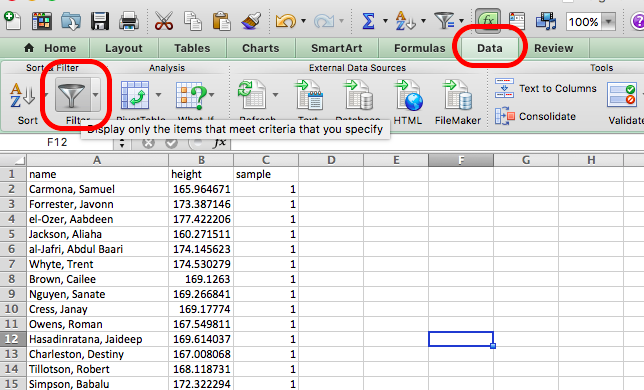 100%
Home Layout Tables Charts SmartArt Formulas Data Review
Sort & Filter Analysis External Data Sources Tools
Sort Filter PivotTable What-If Refresh Text Database HTML FileMaker Text to Columns Consolidate Validate
Display only the items that meet criteria that you specify
F12 fx
A B C D E F G H
1 name height sample
2 Carmona, Samuel 165.964671 1
3 Forrester, Javonn 173.387146 1
4 el-Ozer, Aabdeen 177.422206 1
5 Jackson, Aliaha 160.271511 1
6 al-Jafri, Abdul Baari 174.145623 1
7 Whyte, Trent 174.530279 1
8 Brown, Cailee 169.1263 1
9 Nguyen, Sanate 169.266841 1
10 Cress, Janay 169.17774 1
11 Owens, Roman 167.549811 1
12 Hasadinratana, Jaideep 169.614037 1
13 Charleston, Destiny 167.008068 1
14 Tillotson, Robert 168.118731 1
15 Simpson, Babalu 172.322294 1